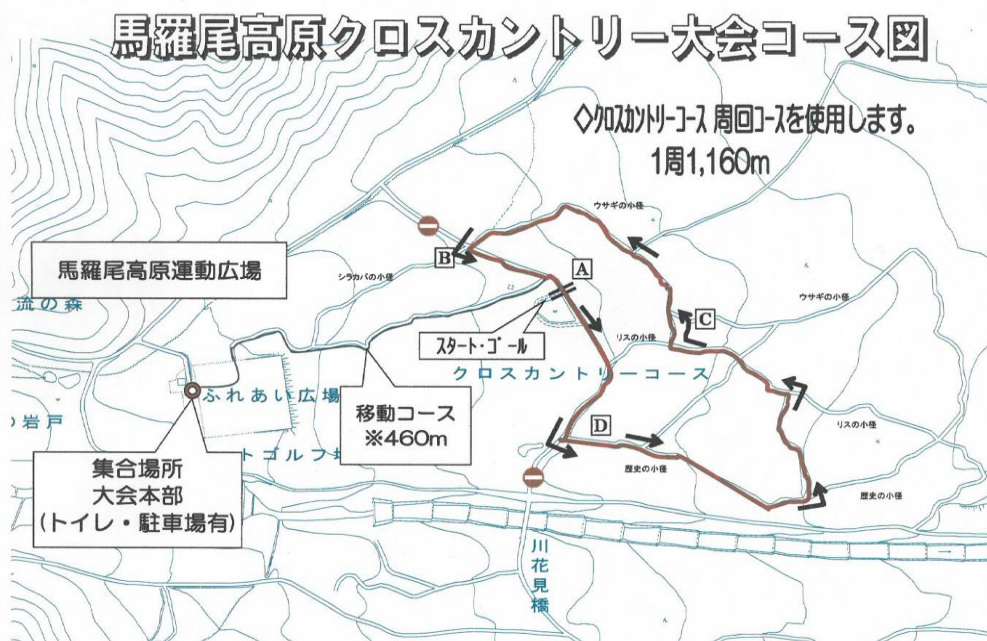 馬羅尾高原クロスカントリー大会コース図
◇クロスカントリーコース 周回コースを使用します。
1周1,160m
ウサギの小径
馬羅尾高原運動広場
B
A
シラカバの小径
ウサギの小径
流の森
C
スタート・ゴール
リスの小径
クロスカントリーコース
ふれあい広場
移動コース
※460m
の岩戸
D
リスの小径
トゴルフ場
集合場所
大会本部
(トイレ・駐車場有)
歴史の小径
歴史の小径
川花見橋